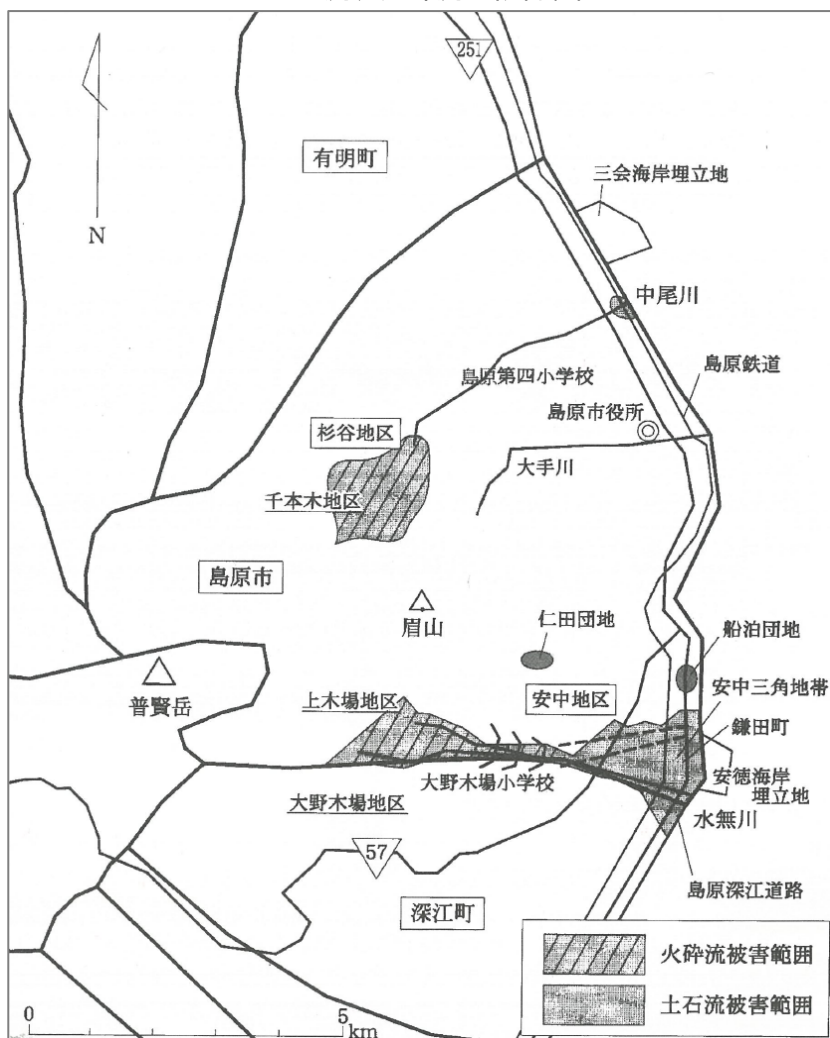 251
有明町
三会海岸埋立地
N
中尾川
島原鉄道
島原第四小学校
島原市役所
杉谷地区
大手川
千本木地区
島原市
眉山
仁田団地
船泊団地
普賢岳
安中地区
安中三角地帯
上木場地区
鎌田町
大野木場小学校
安徳海岸
埋立地
大野木場地区
水無川
57
島原深江道路
深江町
火砕流被害範囲
土石流被害範囲
0
5
km